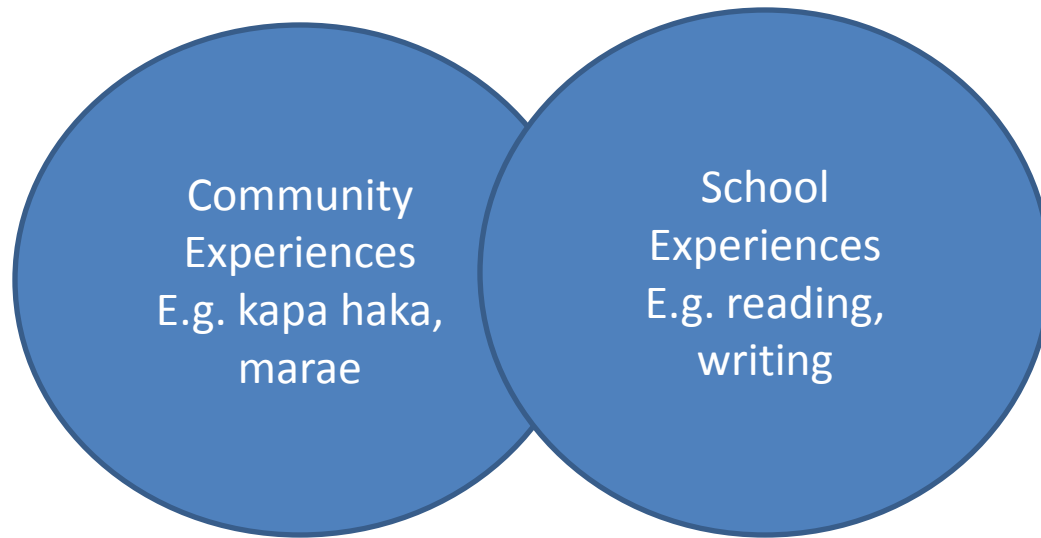 Community
Experiences
E.g. kapa haka,
marae
School
Experiences
E.g. reading,
writing